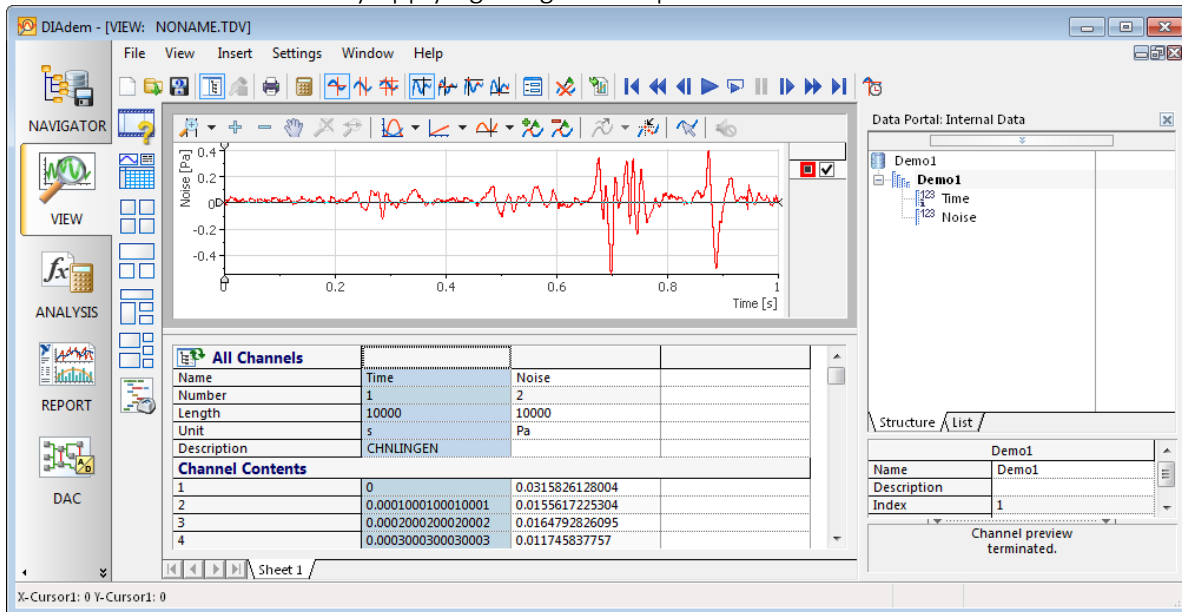 DIAdem - [VIEW: NONAME.TDV]
File View Insert Settings Window Help
NAVIGATOR
VIEW
ANALYSIS
REPORT
DAC
Noise [Pa]
0.4
0.2
0
-0.2
-0.4
0 0.2 0.4 0.6 0.8 1
Time [s]
All Channels
Name Time Noise
Number 1 2
Length 10000 10000
Unit s Pa
Description CHNLINGEN
Channel Contents
1 0 0.0315826128004
2 0.0001000100010001 0.0155617225304
3 0.0002000200020002 0.0164792826095
4 0.0003000300030003 0.011745837757
Sheet 1
Data Portal: Internal Data
Demo1
Demo1
123 Time
123 Noise
Structure List
Demo1
Name Demo1
Description
Index 1
Channel preview
terminated.
X-Cursor1: 0 Y-Cursor1: 0